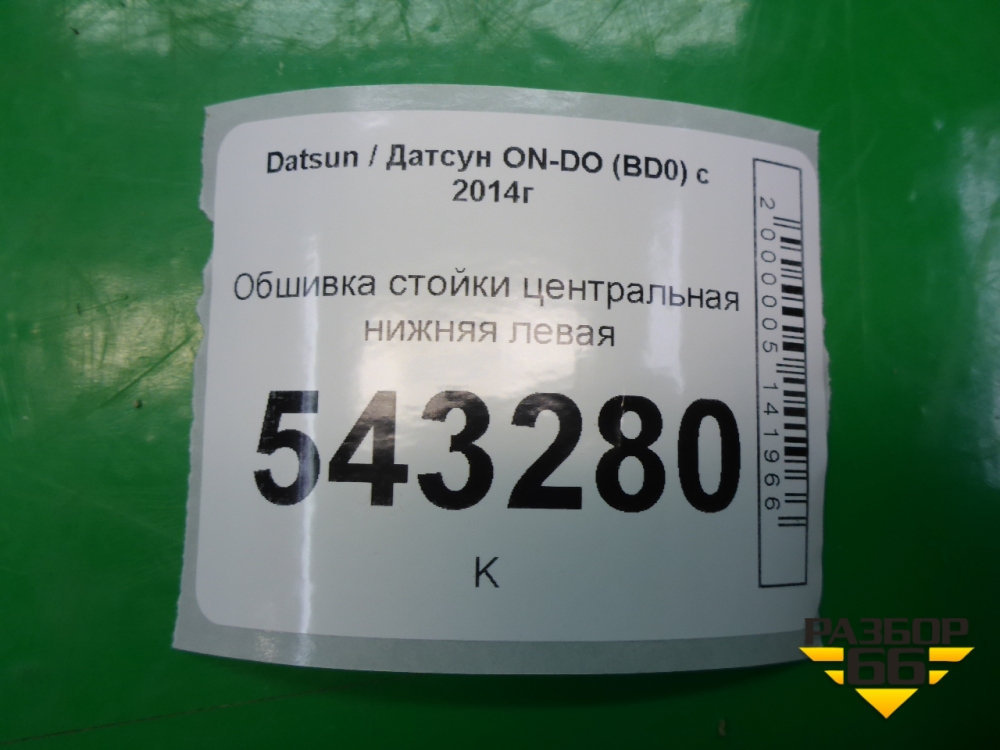 Datsun / Датсун ON-DO (BD0) с
2014г
Обшивка стойки центральная
нижняя левая
543280
К
2000005141966
РАЗБОР
66